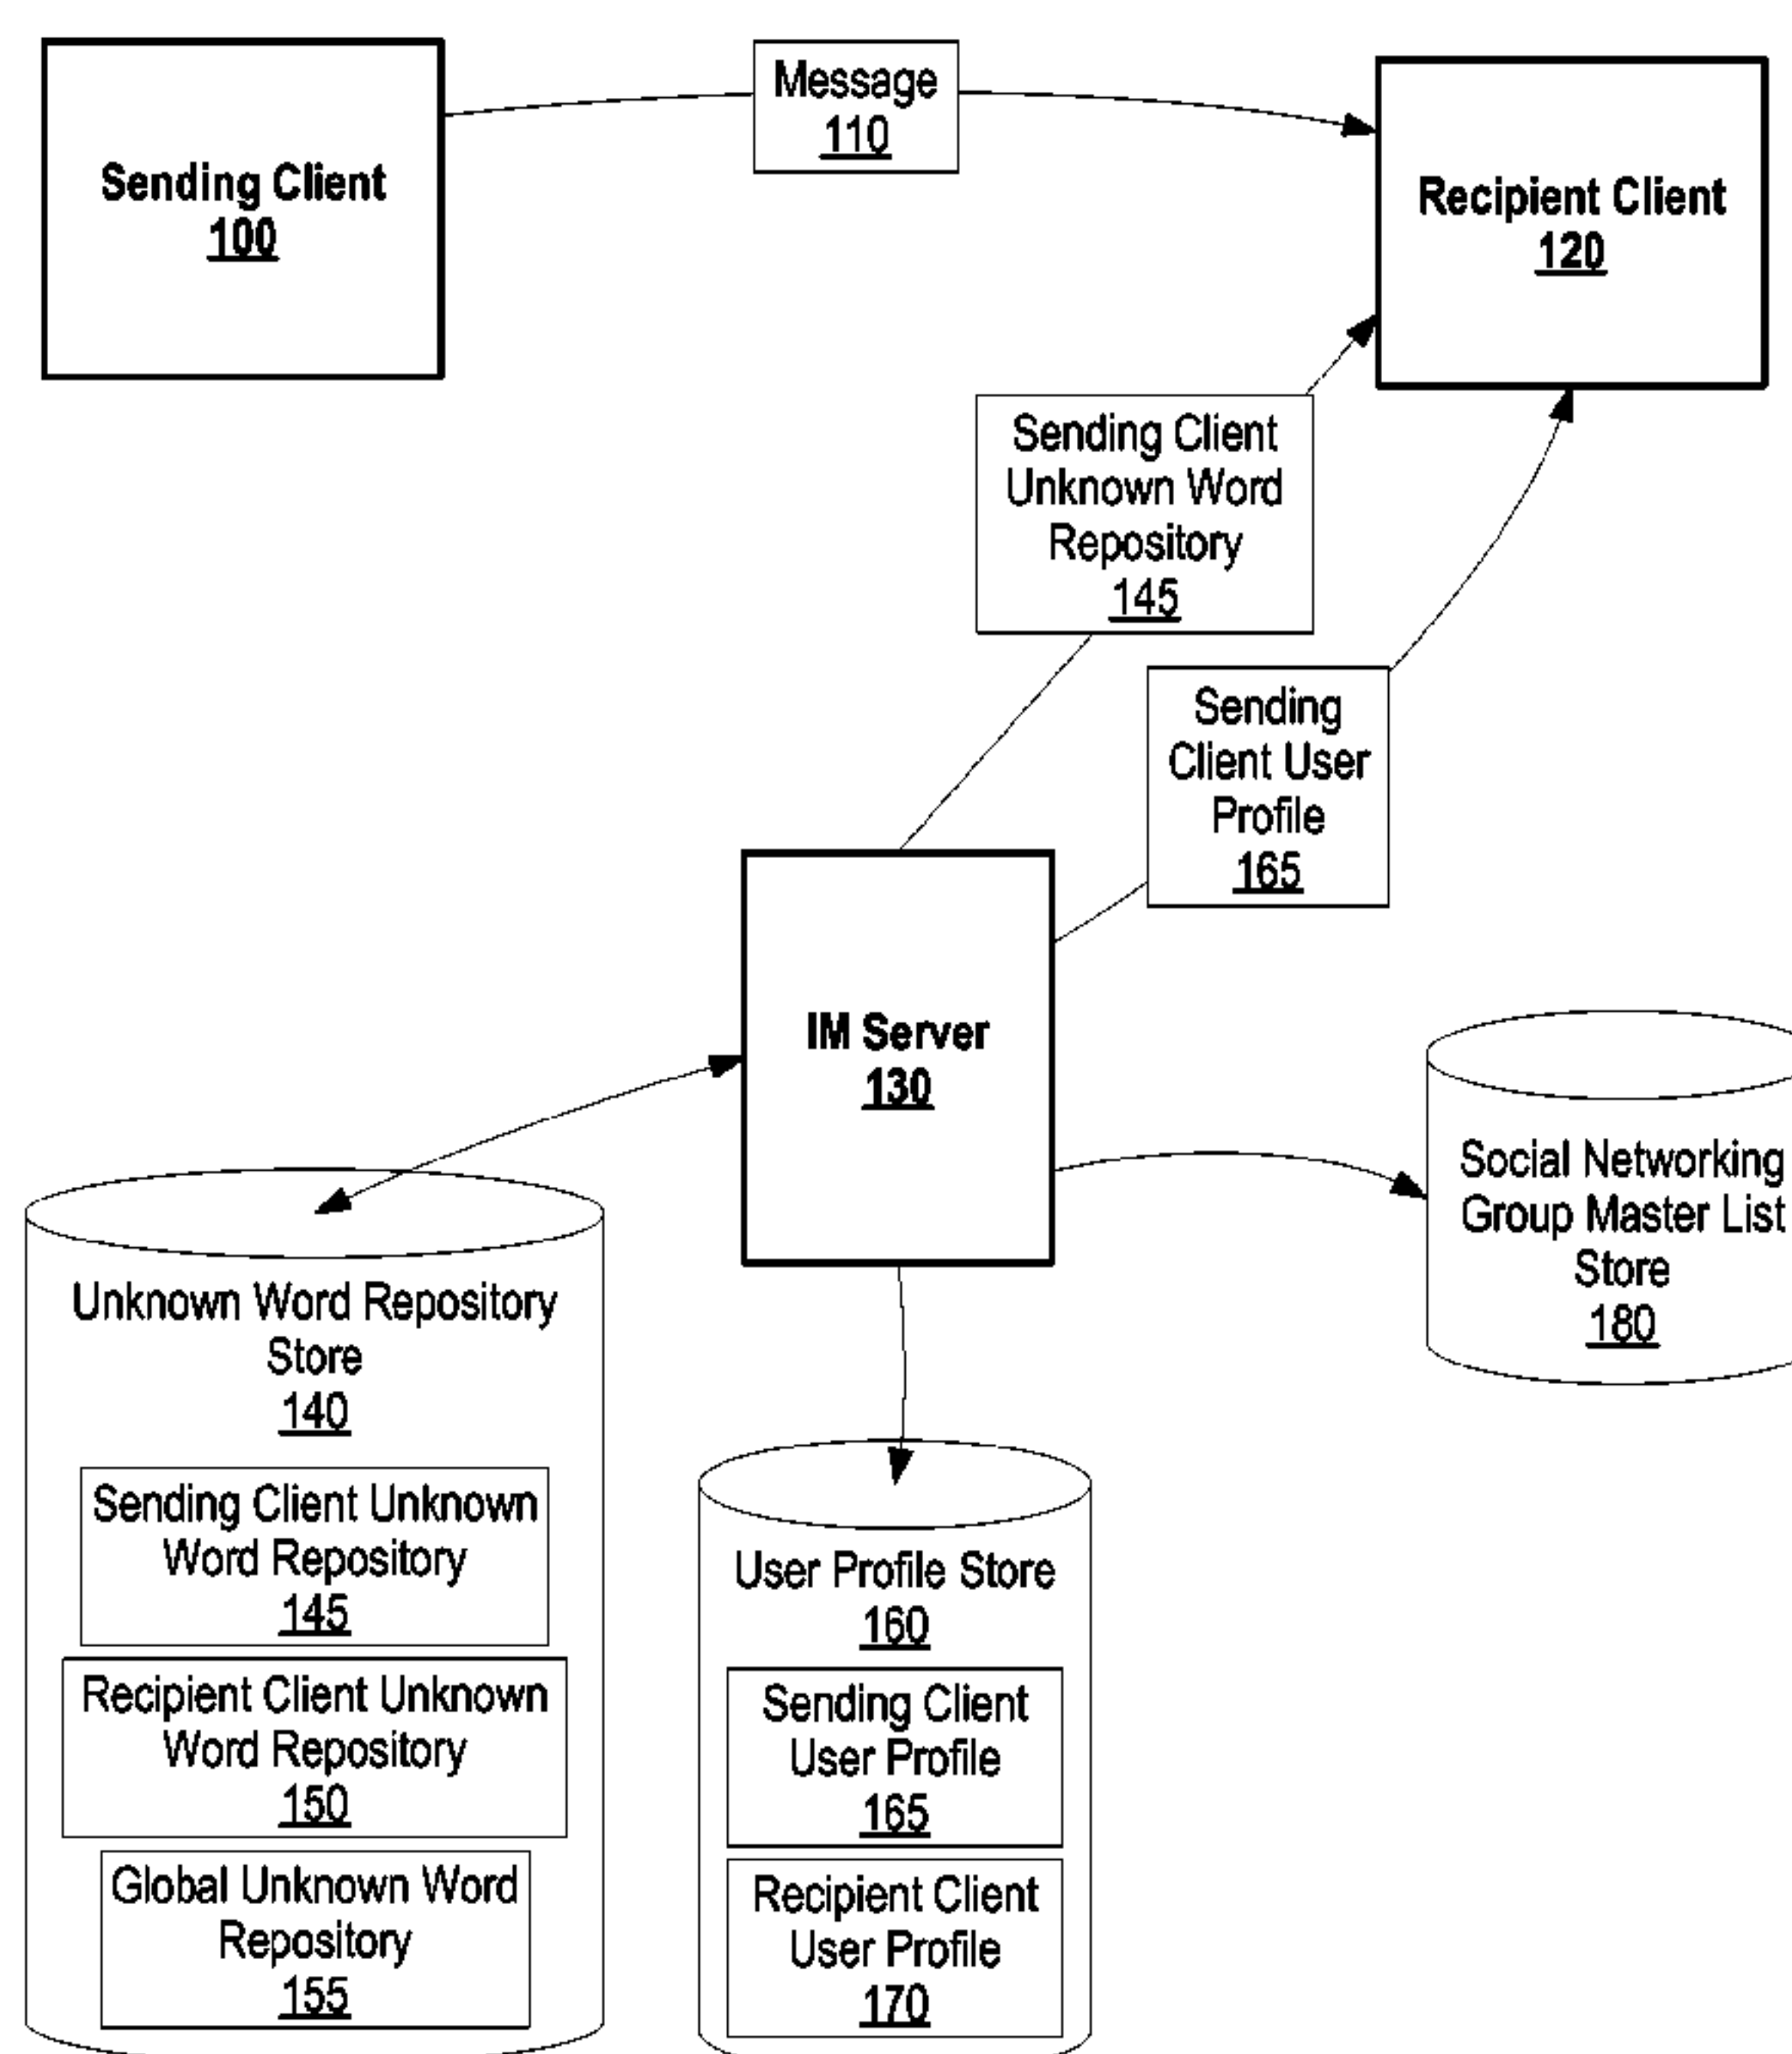 Message
110
Sending Client
100
Recipient Client
120
Sending Client
Unknown Word
Repository
145
Sending
Client User
Profile
165
IM Server
130
Social Networking
Group Master List
Store
180
Unknown Word Repository
Store
140
Sending Client Unknown
Word Repository
145
Recipient Client Unknown
Word Repository
150
Global Unknown Word
Repository
155
User Profile Store
160
Sending Client
User Profile
165
Recipient Client
User Profile
170